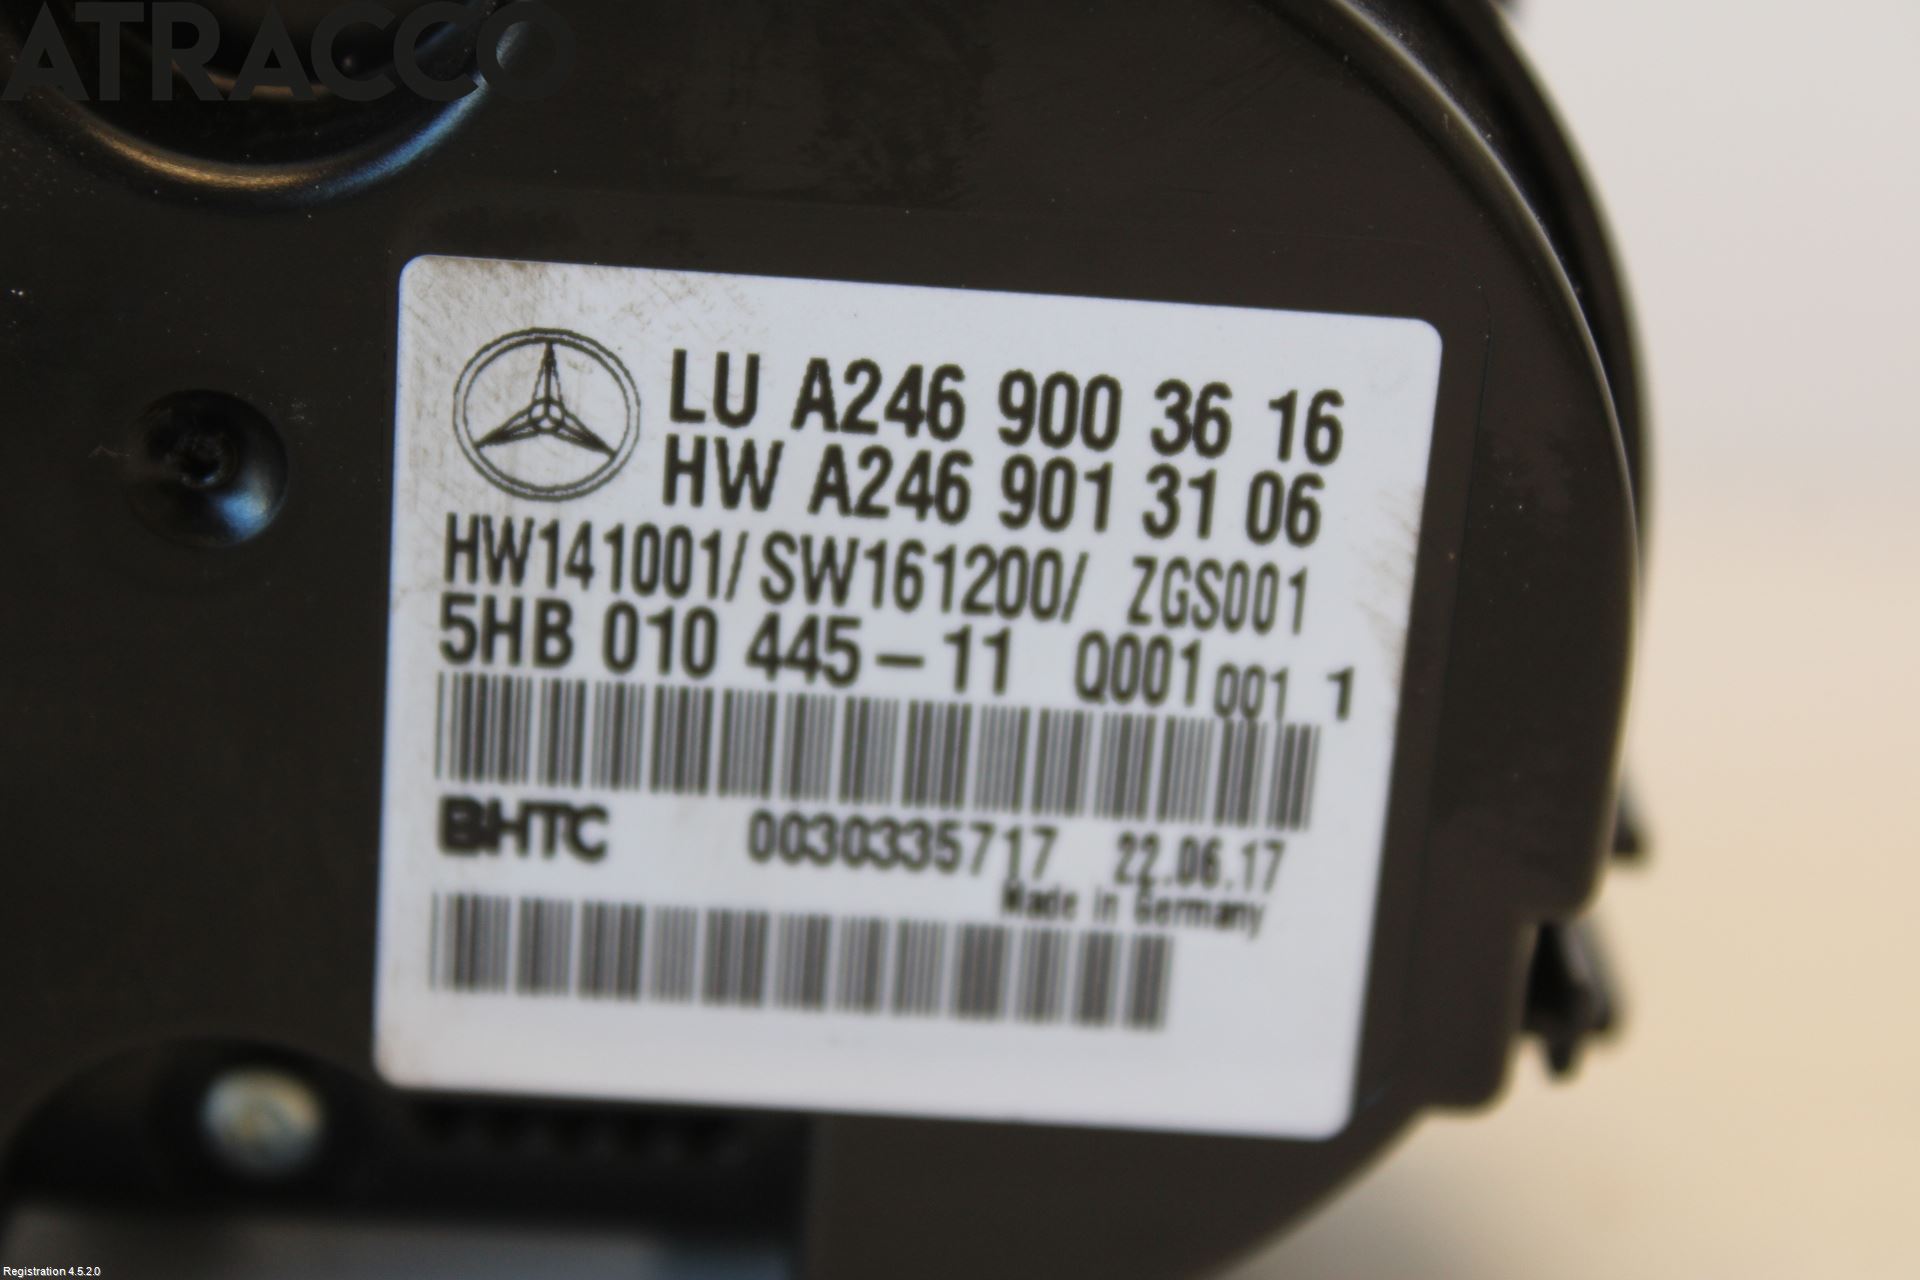 ATRACCO
LU A246 900 36 16
HW A246 901 31 06
HW141001/SW161200/ ZGS001
5HB 010 445-11 Q001 001 1
BHTC 0030335717 22.06.17
Made in Germany
Registration 4.5.2.0